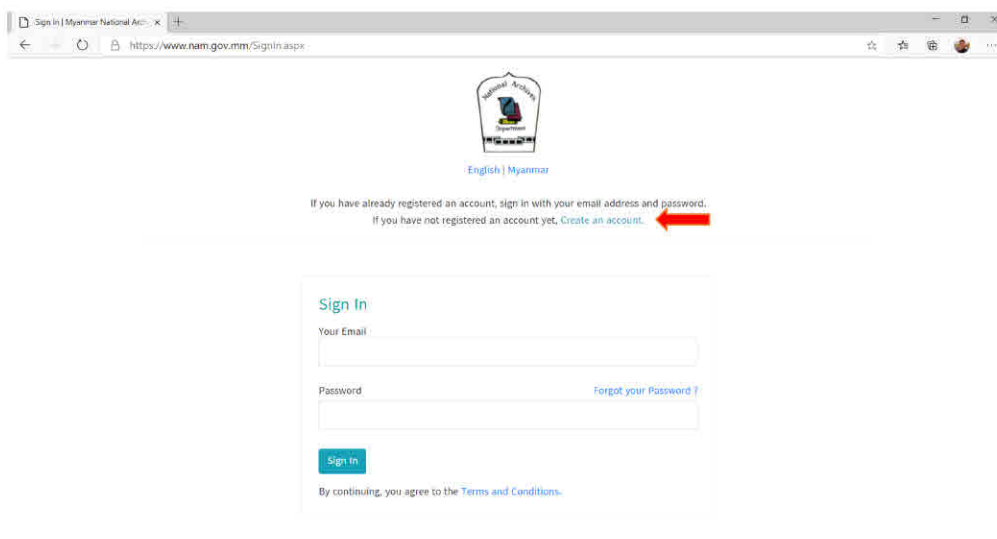 Sign in | Myanmar National Arc
https://www.nam.gov.mm/Signin.aspx
National Archives
Department
English | Myanmar
If you have already registered an account, sign in with your email address and password.
If you have not registered an account yet, Create an account.
Sign In
Your Email
Password
Forgot your Password ?
Sign In
By continuing, you agree to the Terms and Conditions.